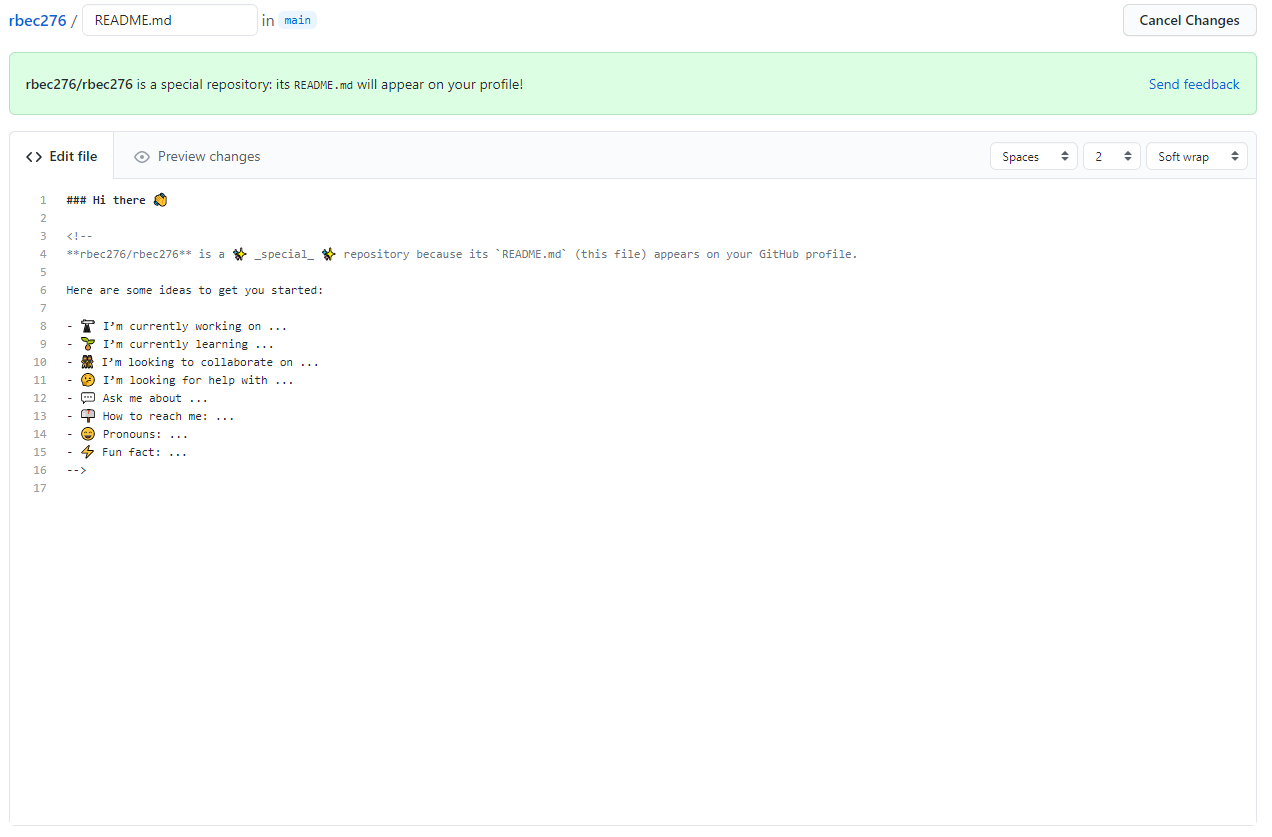 rbec276 / README.md in main
Cancel Changes
rbec276/rbec276 is a special repository: its README.md will appear on your profile!
Send feedback
<> Edit file
Preview changes
Spaces
2
Soft wrap
1 ### Hi there 👋
2
3 <!--
4 **rbec276/rbec276** is a ✨ _special_ ✨ repository because its `README.md` (this file) appears on your GitHub profile.
5
6 Here are some ideas to get you started:
7
8 - 🔭 I’m currently working on ...
9 - 🌱 I’m currently learning ...
10 - 👯 I’m looking to collaborate on ...
11 - 🤔 I’m looking for help with ...
12 - 💬 Ask me about ...
13 - 📫 How to reach me: ...
14 - 😄 Pronouns: ...
15 - ⚡ Fun fact: ...
16 -->
17